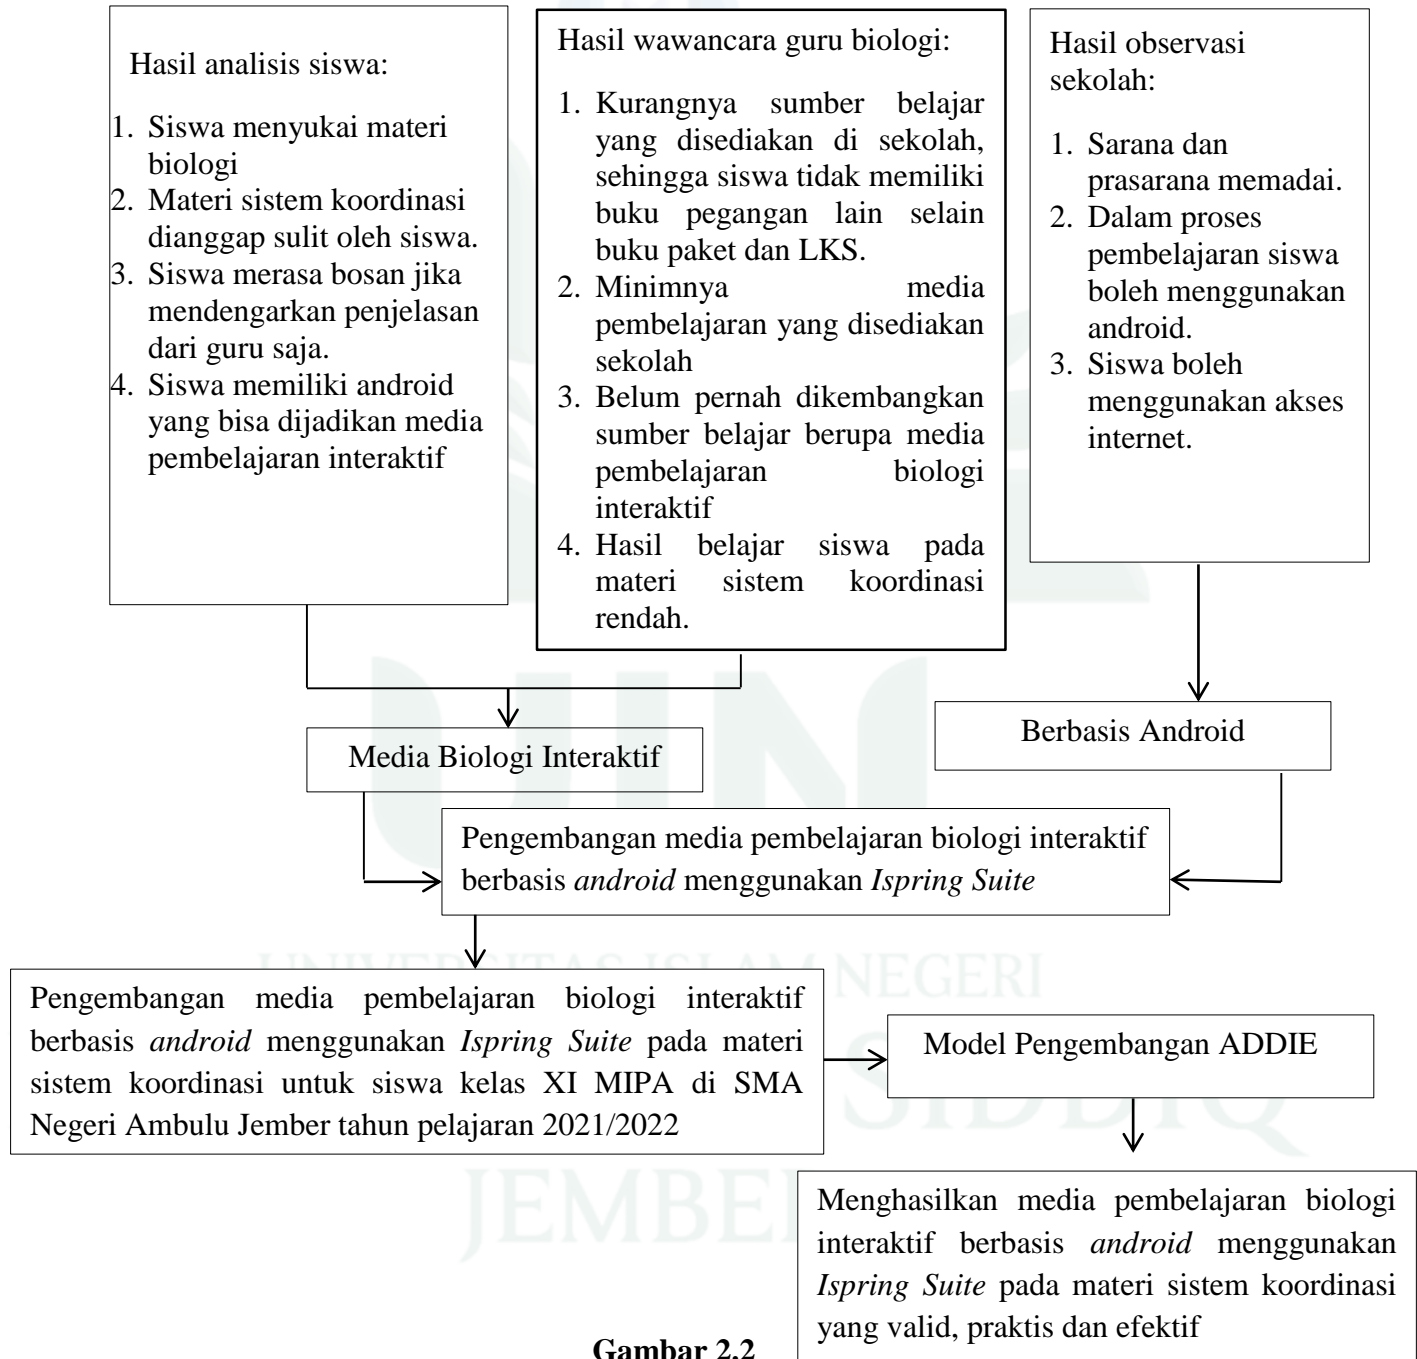 Hasil analisis siswa:
1. Siswa menyukai materi
biologi
2. Materi sistem koordinasi
dianggap sulit oleh siswa.
3. Siswa merasa bosan jika
mendengarkan penjelasan
dari guru saja.
4. Siswa memiliki android
yang bisa dijadikan media
pembelajaran interaktif
Hasil wawancara guru biologi:
1. Kurangnya sumber belajar
yang disediakan di sekolah,
sehingga siswa tidak memiliki
buku pegangan lain selain
buku paket dan LKS.
2. Minimnya media
pembelajaran yang disediakan
sekolah
3. Belum pernah dikembangkan
sumber belajar berupa media
pembelajaran biologi
interaktif
4. Hasil belajar siswa pada
materi sistem koordinasi
rendah.
Hasil observasi
sekolah:
1. Sarana dan
prasarana memadai.
2. Dalam proses
pembelajaran siswa
boleh menggunakan
android.
3. Siswa boleh
menggunakan akses
internet.
Media Biologi Interaktif
Berbasis Android
Pengembangan media pembelajaran biologi interaktif
berbasis android menggunakan Ispring Suite
UNIVERSITAS ISLAM NEGERI
Pengembangan media pembelajaran biologi interaktif
berbasis android menggunakan Ispring Suite pada materi
sistem koordinasi untuk siswa kelas XI MIPA di SMA
Negeri Ambulu Jember tahun pelajaran 2021/2022
Model Pengembangan ADDIE
SIDDIQ
JEMBER
Menghasilkan media pembelajaran biologi
interaktif berbasis android menggunakan
Ispring Suite pada materi sistem koordinasi
yang valid, praktis dan efektif
Gambar 2.2